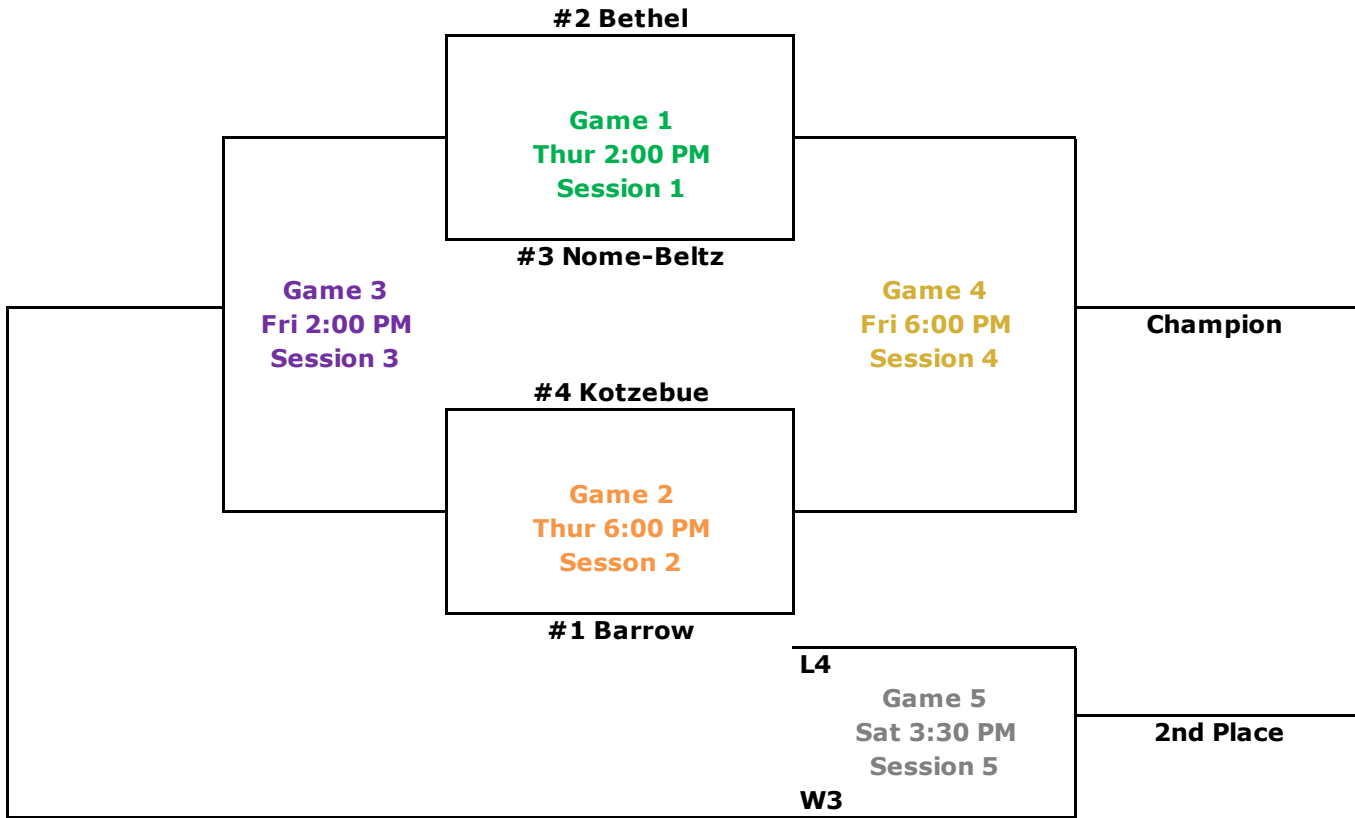 #2 Bethel
Game 1
Thur 2:00 PM
Session 1
#3 Nome-Beltz
Game 3
Fri 2:00 PM
Session 3
Game 4
Fri 6:00 PM
Session 4
Champion
#4 Kotzebue
Game 2
Thur 6:00 PM
Sesson 2
#1 Barrow
L4
Game 5
Sat 3:30 PM
Session 5
W3
2nd Place